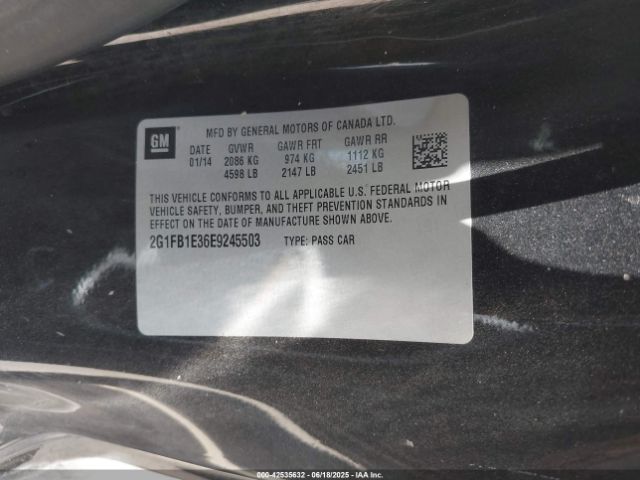 GM
MFD BY GENERAL MOTORS OF CANADA LTD.
DATE GVWR GAWR FRT GAWR RR
01/14 2086 KG 974 KG 1112 KG
4598 LB 2147 LB 2451 LB
THIS VEHICLE CONFORMS TO ALL APPLICABLE U.S. FEDERAL MOTOR
VEHICLE SAFETY, BUMPER, AND THEFT PREVENTION STANDARDS IN
EFFECT ON THE DATE OF MANUFACTURE SHOWN ABOVE.
2G1FB1E36E9245503 TYPE: PASS CAR
000-42535632 - 06/18/2025 - IAAI.com